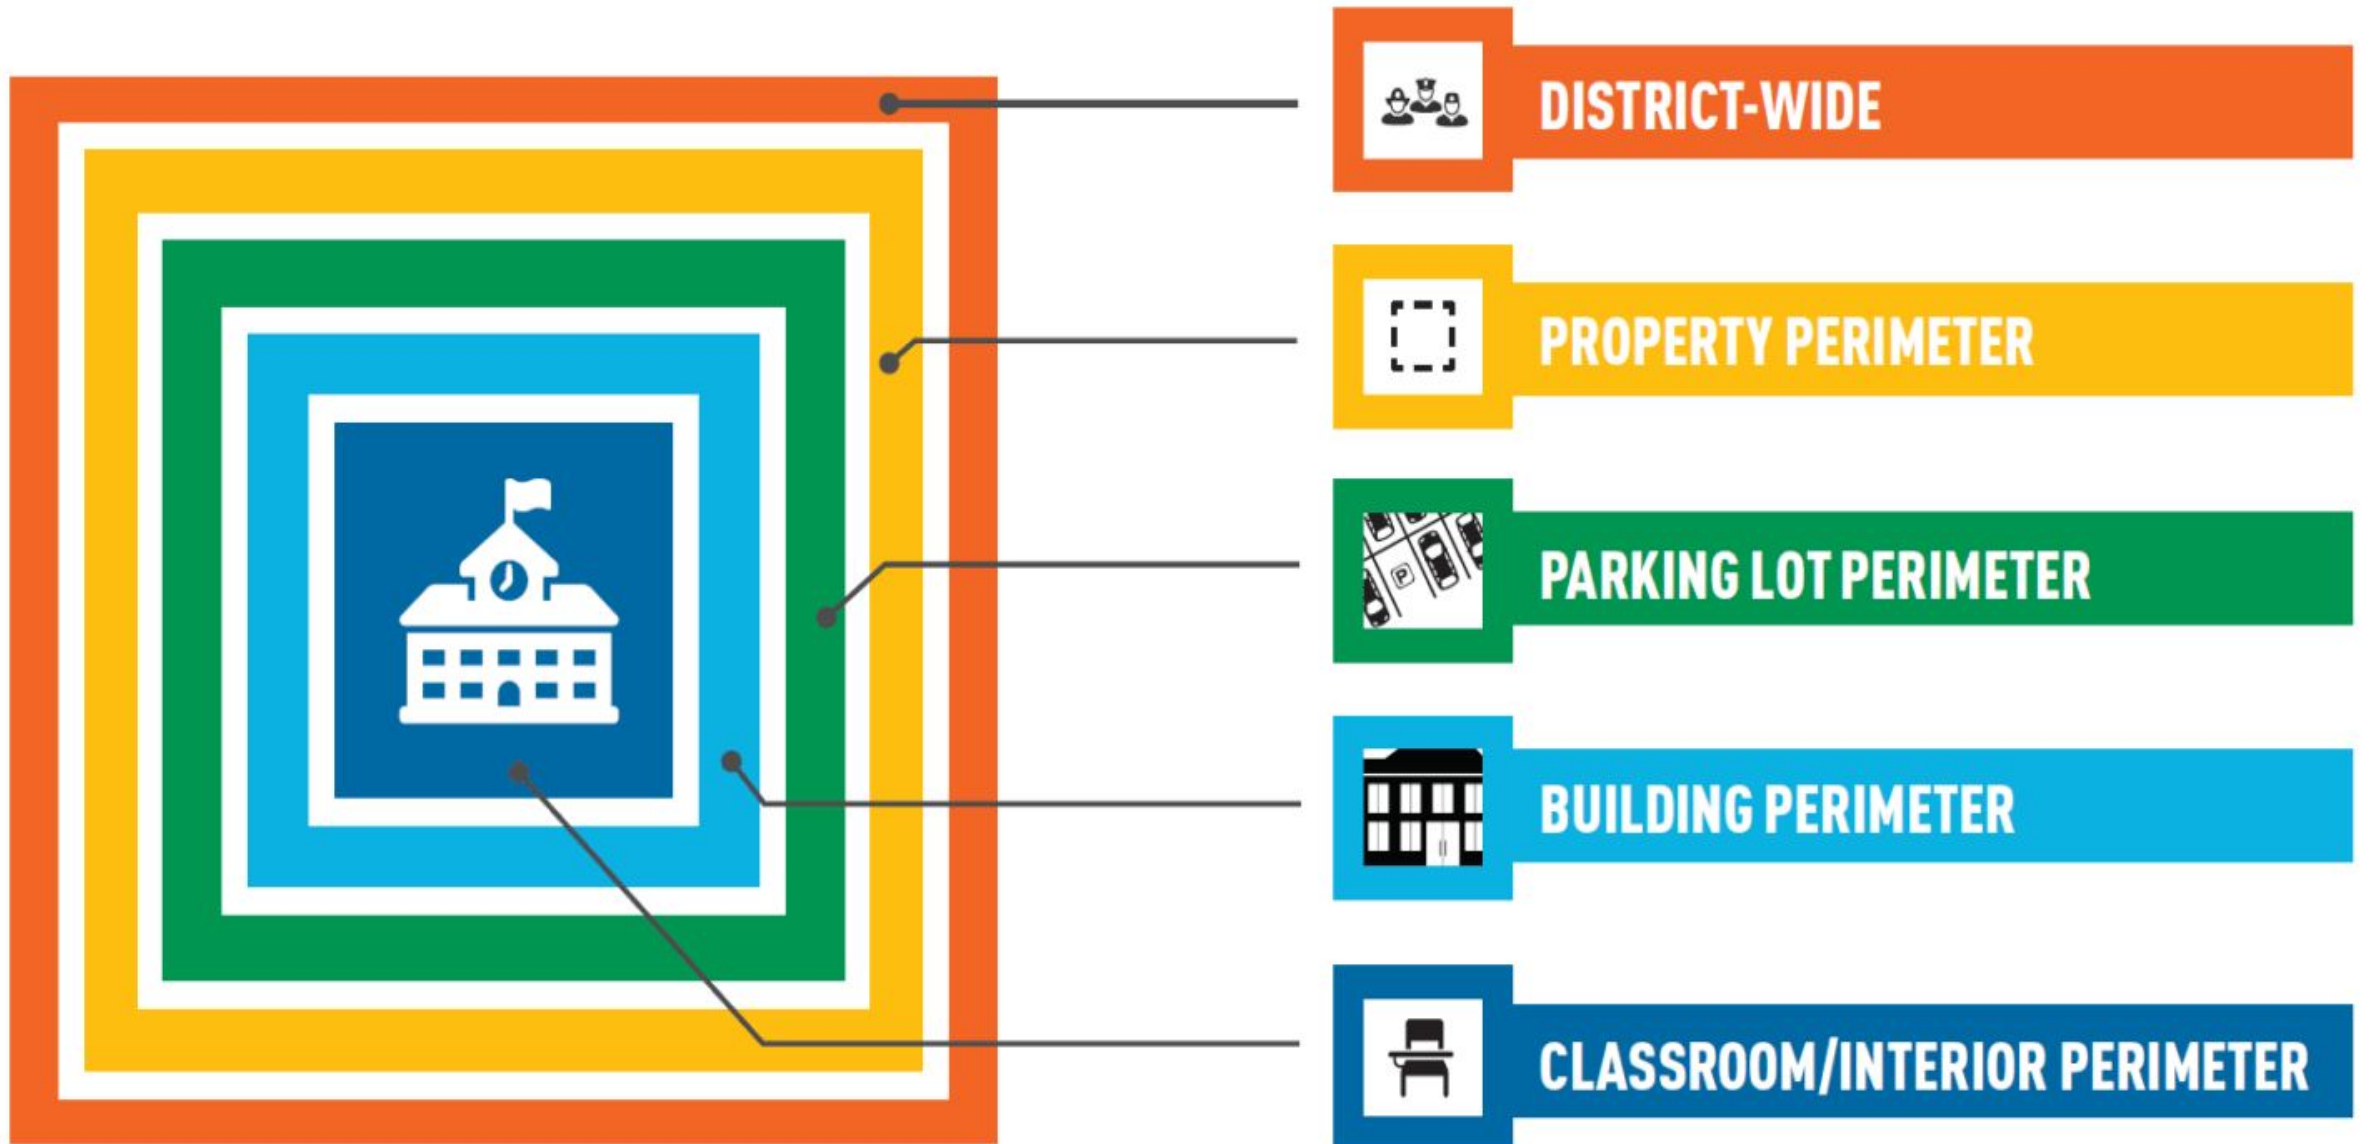 DISTRICT-WIDE
PROPERTY PERIMETER
PARKING LOT PERIMETER
P
BUILDING PERIMETER
CLASSROOM/INTERIOR PERIMETER